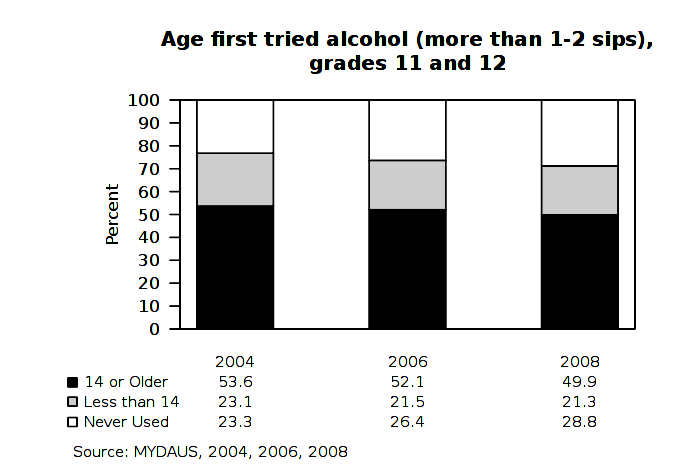 Age first tried alcohol (more than 1-2 sips),
grades 11 and 12
Percent
100
90
80
70
60
50
40
30
20
10
0
2004 2006 2008
14 or Older 53.6 52.1 49.9
Less than 14 23.1 21.5 21.3
Never Used 23.3 26.4 28.8
Source: MYDAUS, 2004, 2006, 2008